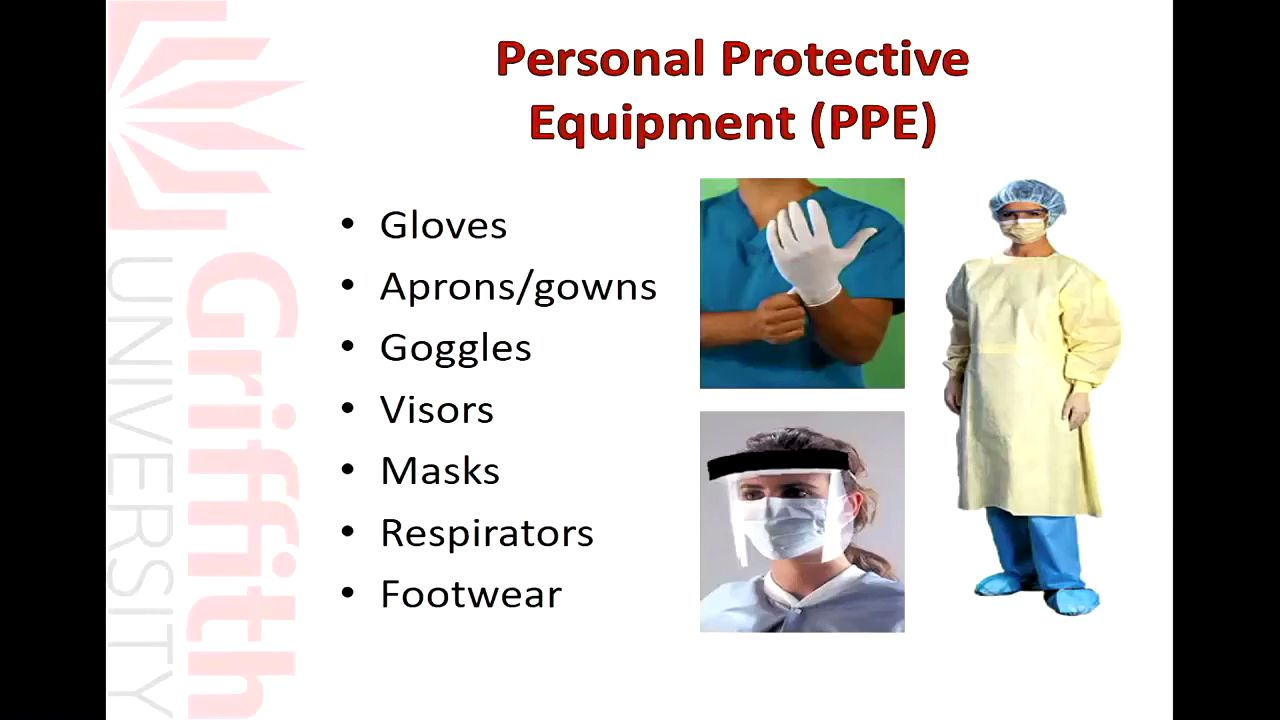 Personal Protective
Equipment (PPE)
• Gloves
• Aprons/gowns
• Goggles
• Visors
• Masks
• Respirators
• Footwear
Griffith
UNIVERSITY